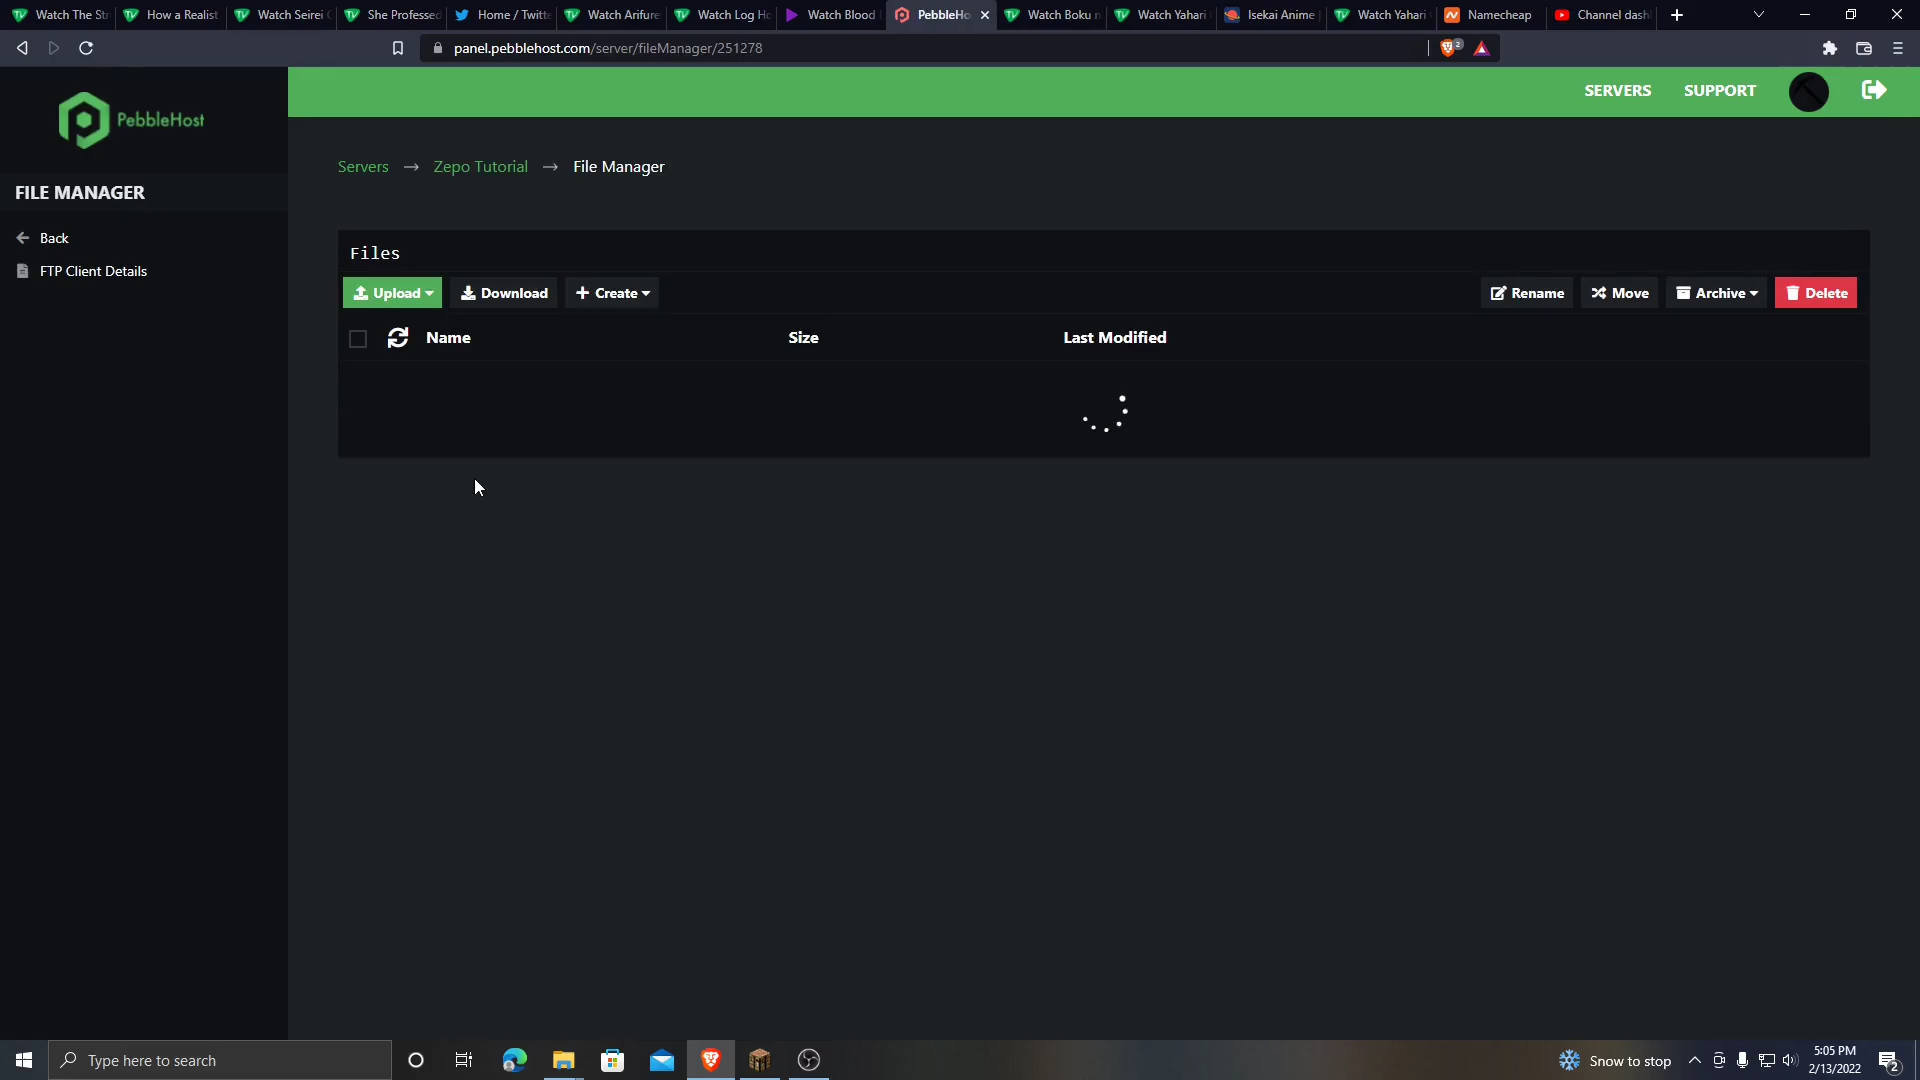 Watch The St
How a Realist
Watch Seirei
She Professed
Home / Twitt
Watch Arifure
Watch Log Ho
Watch Blood
PebbleHo
Watch Boku n
Watch Yahari
Isekai Anime
Watch Yahari
Namecheap
Channel dash
panel.pebblehost.com/server/fileManager/251278
2
PebbleHost
SERVERS
SUPPORT
Servers → Zepo Tutorial → File Manager
FILE MANAGER
Back
FTP Client Details
Files
Upload
Download
Create
Rename
Move
Archive
Delete
Name
Size
Last Modified
Type here to search
Snow to stop
5:05 PM
2/13/2022
2